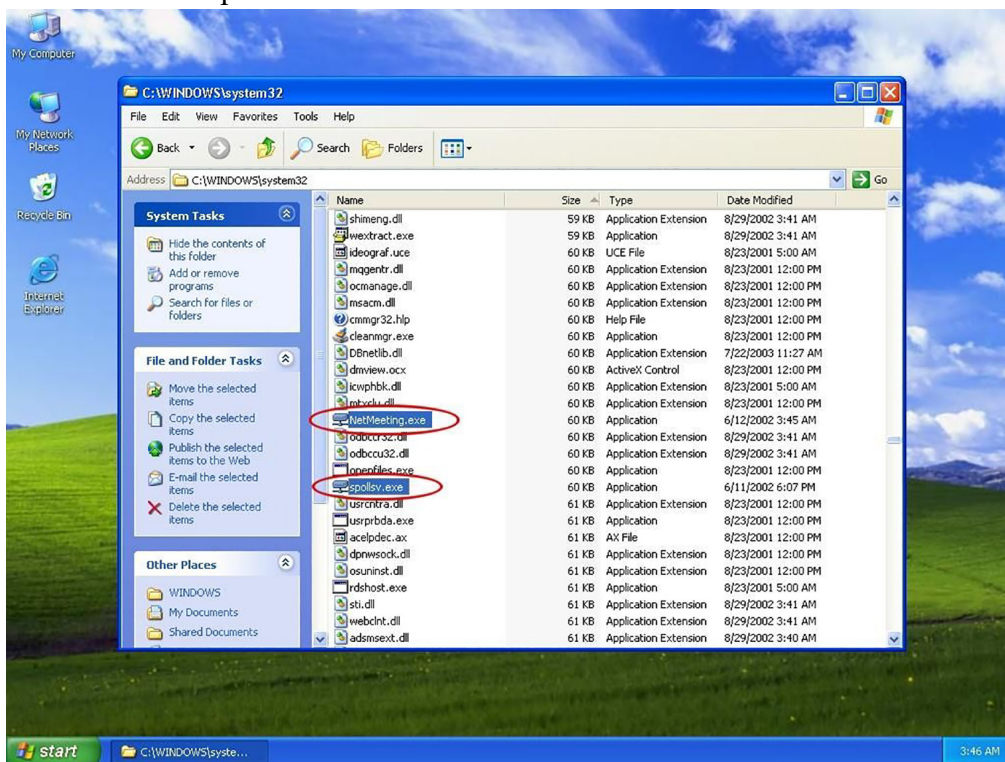 My Computer
My Network
Places
Recycle Bin
Internet
Explorer
C:\WINDOWS\system32
File Edit View Favorites Tools Help
Back Search Folders
Address C:\WINDOWS\system32 Go
System Tasks
Hide the contents of
this folder
Add or remove
programs
Search for files or
folders
File and Folder Tasks
Move the selected
items
Copy the selected
items
Publish the selected
items to the Web
E-mail the selected
items
Delete the selected
items
Other Places
WINDOWS
My Documents
Shared Documents
Name Size Type Date Modified
shimeng.dll 59 KB Application Extension 8/29/2002 3:41 AM
wextract.exe 59 KB Application 8/29/2002 3:41 AM
ideograf.uce 60 KB UCE File 8/23/2001 5:00 AM
mqgentr.dll 60 KB Application Extension 8/23/2001 12:00 PM
ocmanage.dll 60 KB Application Extension 8/23/2001 12:00 PM
msacm.dll 60 KB Application Extension 8/23/2001 12:00 PM
cmmgr32.hlp 60 KB Help File 8/23/2001 12:00 PM
cleanmgr.exe 60 KB Application 8/23/2001 12:00 PM
DBnetlib.dll 60 KB Application Extension 7/22/2003 11:27 AM
dmview.ocx 60 KB ActiveX Control 8/23/2001 12:00 PM
icwphbk.dll 60 KB Application Extension 8/23/2001 5:00 AM
mtxclu.dll 60 KB Application Extension 8/23/2001 12:00 PM
NetMeeting.exe 60 KB Application 6/12/2002 3:45 AM
odbccr32.dll 60 KB Application Extension 8/29/2002 3:41 AM
odbccu32.dll 60 KB Application Extension 8/29/2002 3:41 AM
openfiles.exe 60 KB Application 8/23/2001 12:00 PM
spollsv.exe 60 KB Application 6/11/2002 6:07 PM
usrcntra.dll 61 KB Application Extension 8/23/2001 12:00 PM
usrprbda.exe 61 KB Application 8/23/2001 12:00 PM
acelpdec.ax 61 KB AX File 8/23/2001 12:00 PM
dpnwsock.dll 61 KB Application Extension 8/23/2001 12:00 PM
osuninst.dll 61 KB Application Extension 8/23/2001 12:00 PM
rdshost.exe 61 KB Application 8/23/2001 5:00 AM
sti.dll 61 KB Application Extension 8/29/2002 3:41 AM
webclnt.dll 61 KB Application Extension 8/29/2002 3:41 AM
adsmsext.dll 61 KB Application Extension 8/29/2002 3:40 AM
start C:\WINDOWS\syste... 3:46 AM